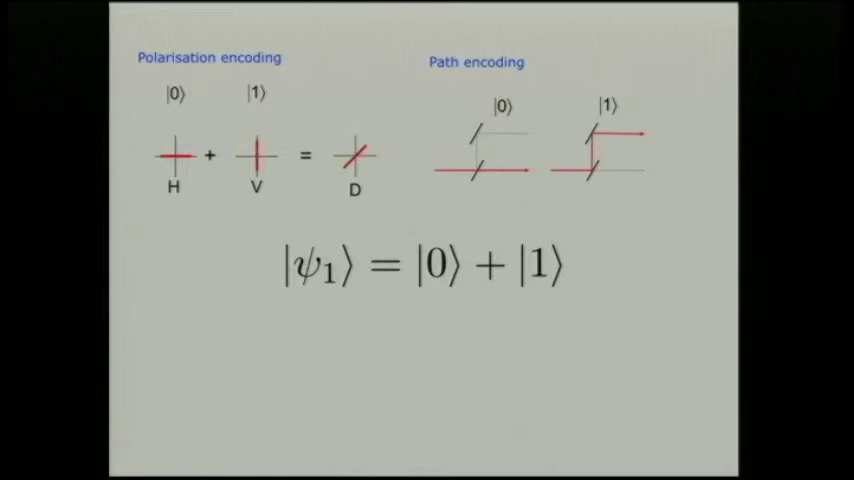 Polarisation encoding
|0⟩ |1⟩
+ =
H V D
Path encoding
|0⟩ |1⟩
|ψ₁⟩ = |0⟩ + |1⟩